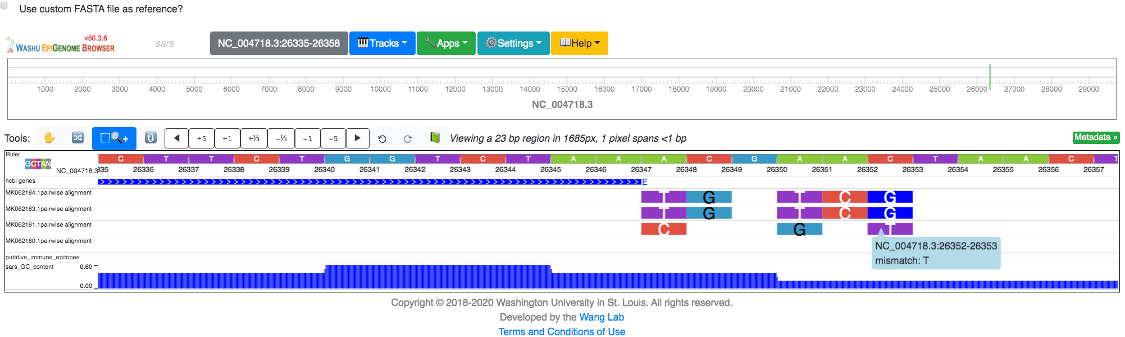 Use custom FASTA file as reference?
WASHU EPIGENOME BROWSER v50.3.6 sars NC_004718.3:26335-26358 Tracks Apps Settings Help
1000 2000 3000 4000 5000 6000 7000 8000 9000 10000 11000 12000 13000 14000 15000 16000 17000 18000 19000 20000 21000 22000 23000 24000 25000 26000 27000 28000 29000
NC_004718.3
Tools: +5 +1 +⅓ -⅓ -1 -5 Viewing a 23 bp region in 1685px, 1 pixel spans <1 bp Metadata »
Ruler
GCTAN C T T C T G G T C T A A A C G A A C T A A C T
NC_004718.3 335 26336 26337 26338 26339 26340 26341 26342 26343 26344 26345 26346 26347 26348 26349 26350 26351 26352 26353 26354 26355 26356 26357
ncbi genes E
MK062184.1pairwise alignment T G T C G
MK062183.1pairwise alignment T G T C G
MK062181.1pairwise alignment C G T
MK062180.1pairwise alignment
NC_004718.3:26352-26353
mismatch: T
putative_immune_epitopes
sars_GC_content 0.60
0.00
Copyright © 2018-2020 Washington University in St. Louis. All rights reserved.
Developed by the Wang Lab
Terms and Conditions of Use